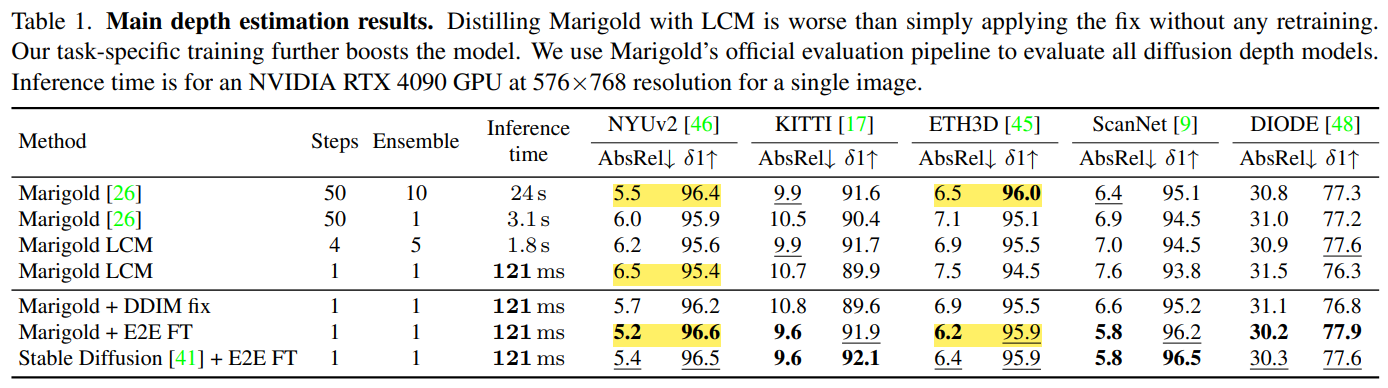 Table 1. Main depth estimation results. Distilling Marigold with LCM is worse than simply applying the fix without any retraining.
Our task-specific training further boosts the model. We use Marigold's official evaluation pipeline to evaluate all diffusion depth models.
Inference time is for an NVIDIA RTX 4090 GPU at 576×768 resolution for a single image.
Method Steps Ensemble Inference time NYUv2 [46] KITTI [17] ETH3D [45] ScanNet [9] DIODE [48]
AbsRel↓ δ1↑ AbsRel↓ δ1↑ AbsRel↓ δ1↑ AbsRel↓ δ1↑ AbsRel↓ δ1↑
Marigold [26] 50 10 24 s 5.5 96.4 9.9 91.6 6.5 96.0 6.4 95.1 30.8 77.3
Marigold [26] 50 1 3.1 s 6.0 95.9 10.5 90.4 7.1 95.1 6.9 94.5 31.0 77.2
Marigold LCM 4 5 1.8 s 6.2 95.6 9.9 91.7 6.9 95.5 7.0 94.5 30.9 77.6
Marigold LCM 1 1 121 ms 6.5 95.4 10.7 89.9 7.5 94.5 7.6 93.8 31.5 76.3
Marigold + DDIM fix 1 1 121 ms 5.7 96.2 10.8 89.6 6.9 95.5 6.6 95.2 31.1 76.8
Marigold + E2E FT 1 1 121 ms 5.2 96.6 9.6 91.9 6.2 95.9 5.8 96.2 30.2 77.9
Stable Diffusion [41] + E2E FT 1 1 121 ms 5.4 96.5 9.6 92.1 6.4 95.9 5.8 96.5 30.3 77.6